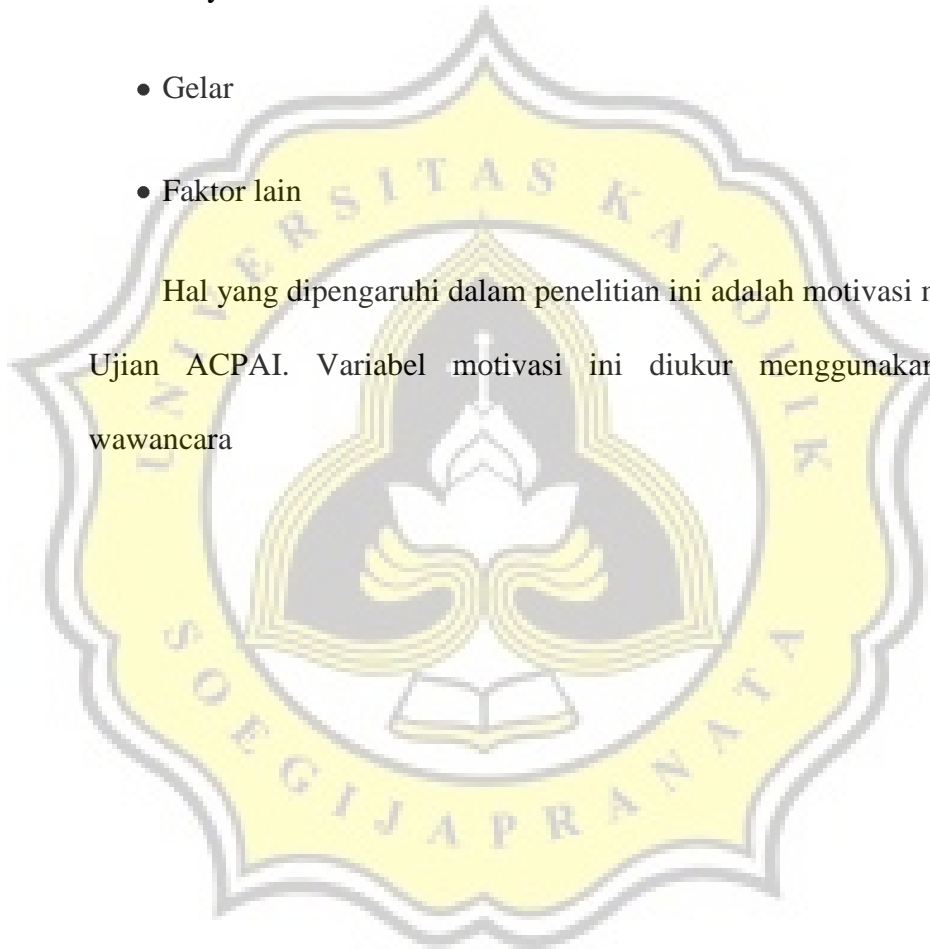 • Gelar
• Faktor lain
Hal yang dipengaruhi dalam penelitian ini adalah motivasi
Ujian ACPAI. Variabel motivasi ini diukur menggunakan
wawancara
UNIVERSITAS KATOLIK
SOEGIJAPRANATA